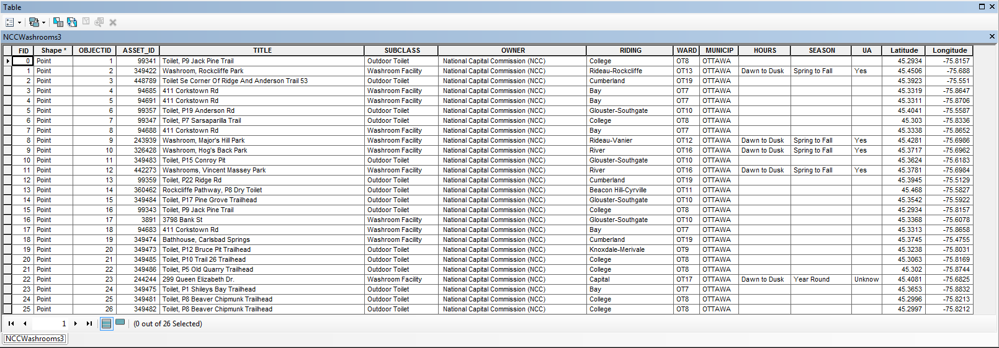 Table
NCCWashrooms3
FID Shape * OBJECTID ASSET_ID TITLE SUBCLASS OWNER RIDING WARD MUNICIP HOURS SEASON UA Latitude Longitude
0 Point 1 99341 Toilet, P9 Jack Pine Trail Outdoor Toilet National Capital Commission (NCC) College OT8 OTTAWA 45.2934 -75.8157
1 Point 2 349422 Washroom, Rockcliffe Park Washroom Facility National Capital Commission (NCC) Rideau-Rockcliffe OT13 OTTAWA Dawn to Dusk Spring to Fall Yes 45.4506 -75.688
2 Point 3 448789 Toilet Se Corner Of Ridge And Anderson Trail 53 Outdoor Toilet National Capital Commission (NCC) Cumberland OT19 OTTAWA 45.3923 -75.551
3 Point 4 94685 411 Corkstown Rd Washroom Facility National Capital Commission (NCC) Bay OT7 OTTAWA 45.3319 -75.8647
4 Point 5 94691 411 Corkstown Rd Washroom Facility National Capital Commission (NCC) Bay OT7 OTTAWA 45.3311 -75.8706
5 Point 6 99357 Toilet, P19 Anderson Rd Outdoor Toilet National Capital Commission (NCC) Glouster-Southgate OT10 OTTAWA 45.4041 -75.5587
6 Point 7 99347 Toilet, P7 Sarsaparilla Trail Outdoor Toilet National Capital Commission (NCC) College OT8 OTTAWA 45.303 -75.8336
7 Point 8 94688 411 Corkstown Rd Washroom Facility National Capital Commission (NCC) Bay OT7 OTTAWA 45.3338 -75.8652
8 Point 9 243939 Washroom, Major's Hill Park Washroom Facility National Capital Commission (NCC) Rideau-Vanier OT12 OTTAWA Dawn to Dusk Spring to Fall Yes 45.4281 -75.6986
9 Point 10 326428 Washroom, Hog's Back Park Washroom Facility National Capital Commission (NCC) River OT16 OTTAWA Dawn to Dusk Spring to Fall Yes 45.3717 -75.6962
10 Point 11 349483 Toilet, P15 Conroy Pit Outdoor Toilet National Capital Commission (NCC) Glouster-Southgate OT10 OTTAWA 45.3624 -75.6183
11 Point 12 442273 Washrooms, Vincent Massey Park Washroom Facility National Capital Commission (NCC) River OT16 OTTAWA Dawn to Dusk Spring to Fall Yes 45.3781 -75.6984
12 Point 13 99359 Toilet, P22 Ridge Rd Outdoor Toilet National Capital Commission (NCC) Cumberland OT19 OTTAWA 45.3945 -75.5129
13 Point 14 360462 Rockcliffe Pathway, P8 Dry Toilet Outdoor Toilet National Capital Commission (NCC) Beacon Hill-Cyrville OT11 OTTAWA 45.468 -75.5827
14 Point 15 349484 Toilet, P17 Pine Grove Trailhead Outdoor Toilet National Capital Commission (NCC) Glouster-Southgate OT10 OTTAWA 45.3542 -75.5922
15 Point 16 99343 Toilet, P9 Jack Pine Trail Outdoor Toilet National Capital Commission (NCC) College OT8 OTTAWA 45.2934 -75.8157
16 Point 17 3891 3798 Bank St Washroom Facility National Capital Commission (NCC) Glouster-Southgate OT10 OTTAWA 45.3368 -75.6078
17 Point 18 94683 411 Corkstown Rd Washroom Facility National Capital Commission (NCC) Bay OT7 OTTAWA 45.3313 -75.8658
18 Point 19 349474 Bathhouse, Carlsbad Springs Washroom Facility National Capital Commission (NCC) Cumberland OT19 OTTAWA 45.3745 -75.4755
19 Point 20 349473 Toilet, P12 Bruce Pit Trailhead Outdoor Toilet National Capital Commission (NCC) Knoxdale-Merivale OT9 OTTAWA 45.3238 -75.8031
20 Point 21 349485 Toilet, P10 Trail 26 Trailhead Outdoor Toilet National Capital Commission (NCC) College OT8 OTTAWA 45.3063 -75.8169
21 Point 22 349486 Toilet, P5 Old Quarry Trailhead Outdoor Toilet National Capital Commission (NCC) College OT8 OTTAWA 45.302 -75.8744
22 Point 23 244244 299 Queen Elizabeth Dr. Washroom Facility National Capital Commission (NCC) Capital OT17 OTTAWA Dawn to Dusk Year Round Unknow 45.4081 -75.6825
23 Point 24 349475 Toilet, P1 Shileys Bay Trailhead Outdoor Toilet National Capital Commission (NCC) Bay OT7 OTTAWA 45.3653 -75.8832
24 Point 25 349481 Toilet, P8 Beaver Chipmunk Trailhead Outdoor Toilet National Capital Commission (NCC) College OT8 OTTAWA 45.2996 -75.8213
25 Point 26 349482 Toilet, P8 Beaver Chipmunk Trailhead Outdoor Toilet National Capital Commission (NCC) College OT8 OTTAWA 45.2997 -75.8212
1 (0 out of 26 Selected)
NCCWashrooms3